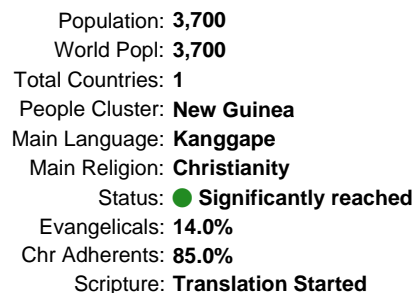 Population: 3,700
World Popl: 3,700
Total Countries: 1
People Cluster: New Guinea
Main Language: Kanggape
Main Religion: Christianity
Status: Significantly reached
Evangelicals: 14.0%
Chr Adherents: 85.0%
Scripture: Translation Started